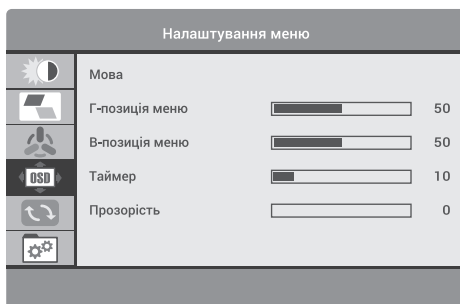 Налаштування меню
Мова
Г-позиція меню 50
В-позиція меню 50
OSD
Таймер 10
Прозорість 0